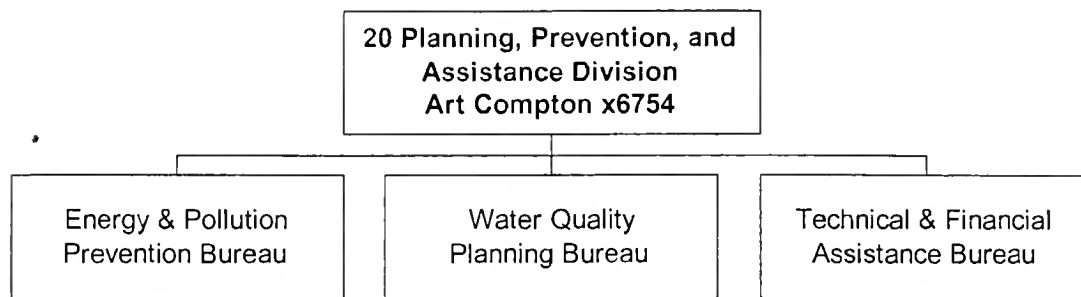 20 Planning, Prevention, and
Assistance Division
Art Compton x6754
Energy & Pollution
Prevention Bureau
Water Quality
Planning Bureau
Technical & Financial
Assistance Bureau